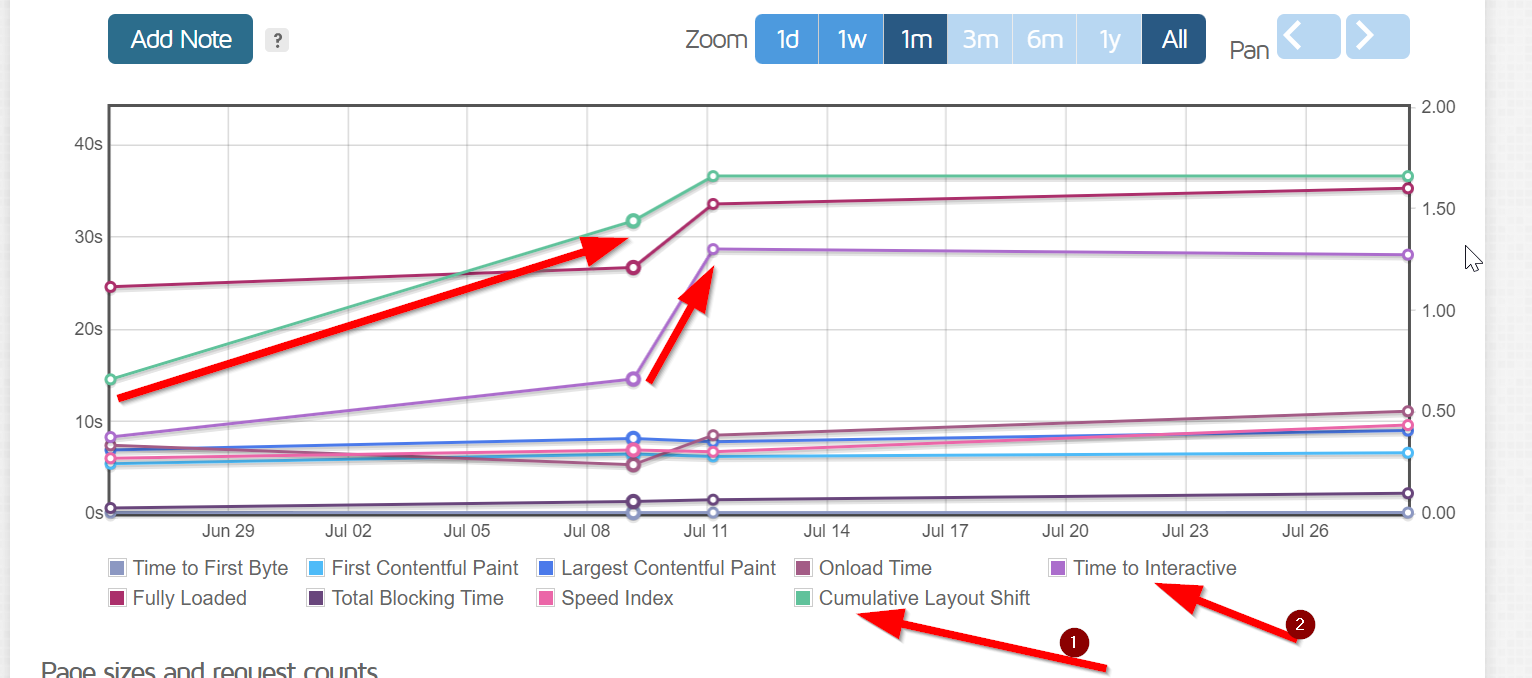 Add Note ? Zoom 1d 1w 1m 3m 6m 1y All Pan
2.00
40s
1.50
30s
1.00
20s
0.50
10s
0s 0.00
Jun 29 Jul 02 Jul 05 Jul 08 Jul 11 Jul 14 Jul 17 Jul 20 Jul 23 Jul 26
Time to First Byte First Contentful Paint Largest Contentful Paint Onload Time Time to Interactive
Fully Loaded Total Blocking Time Speed Index Cumulative Layout Shift
2
1
Page sizes and request counts